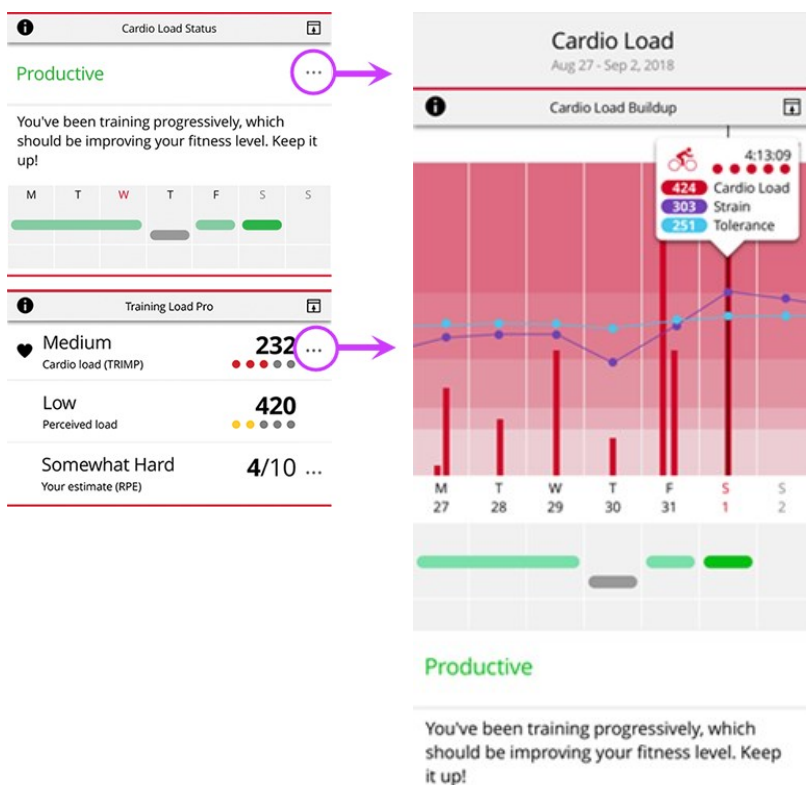 Cardio Load Status
Productive
...
You've been training progressively, which
should be improving your fitness level. Keep it
up!
M T W T F S S
Training Load Pro
Medium 232 ...
Cardio load (TRIMP)
Low 420
Perceived load
Somewhat Hard 4/10 ...
Your estimate (RPE)
Cardio Load
Aug 27 - Sep 2, 2018
Cardio Load Buildup
4:13:09
424 Cardio Load
303 Strain
251 Tolerance
M T W T F S S
27 28 29 30 31 1 2
Productive
You've been training progressively, which
should be improving your fitness level. Keep
it up!